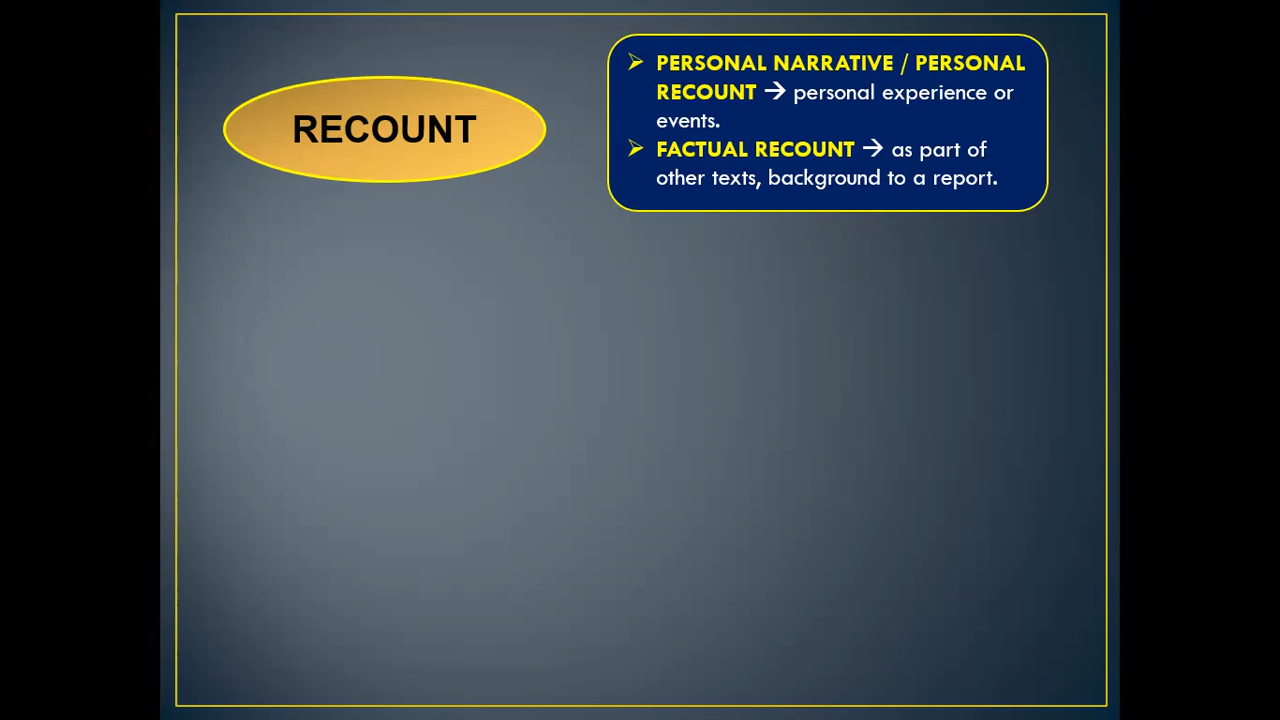 RECOUNT
➢ PERSONAL NARRATIVE / PERSONAL
RECOUNT → personal experience or
events.
➢ FACTUAL RECOUNT → as part of
other texts, background to a report.